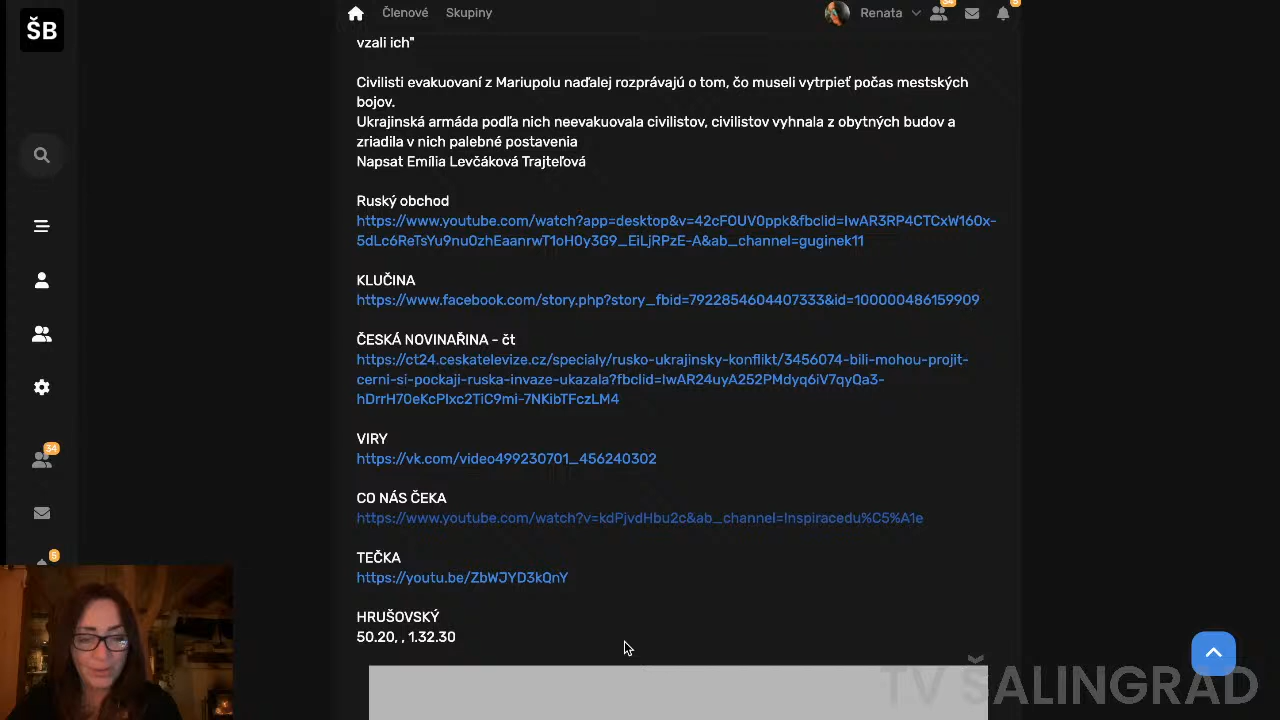 ŠB
Členové Skupiny
Renata
34
5
vzali ich"
Civilisti evakuovaní z Mariupolu naďalej rozprávajú o tom, čo museli vytrpieť počas mestských
bojov.
Ukrajinská armáda podľa nich neevakuovala civilistov, civilistov vyhnala z obytných budov a
zriadila v nich palebné postavenia
Napsat Emília Levčáková Trajteľová
Ruský obchod
https://www.youtube.com/watch?app=desktop&v=42cFOUV0ppk&fbclid=IwAR3RP4CTCxW16Ox-
5dLc6ReTsYu9nu0zhEaanrwT1oH0y3G9_EiLjRPzE-A&ab_channel=guginek11
KLUČINA
https://www.facebook.com/story.php?story_fbid=7922854604407333&id=100000486159909
ČESKÁ NOVINAŘINA - čt
https://ct24.ceskatelevize.cz/specialy/rusko-ukrajinsky-konflikt/3456074-bili-mohou-projit-
cerni-si-pockaji-ruska-invaze-ukazala?fbclid=IwAR24uyA252PMdyq6iV7qyQa3-
hDrrH70eKcPIxc2TiC9mi-7NKibTFczLM4
34
VIRY
https://vk.com/video499230701_456240302
CO NÁS ČEKA
https://www.youtube.com/watch?v=kdPjvdHbu2c&ab_channel=Inspiracedu%C5%A1e
5
TEČKA
https://youtu.be/ZbWJYD3kQnY
HRUŠOVSKÝ
50.20, , 1.32.30
TV ŠALINGRAD